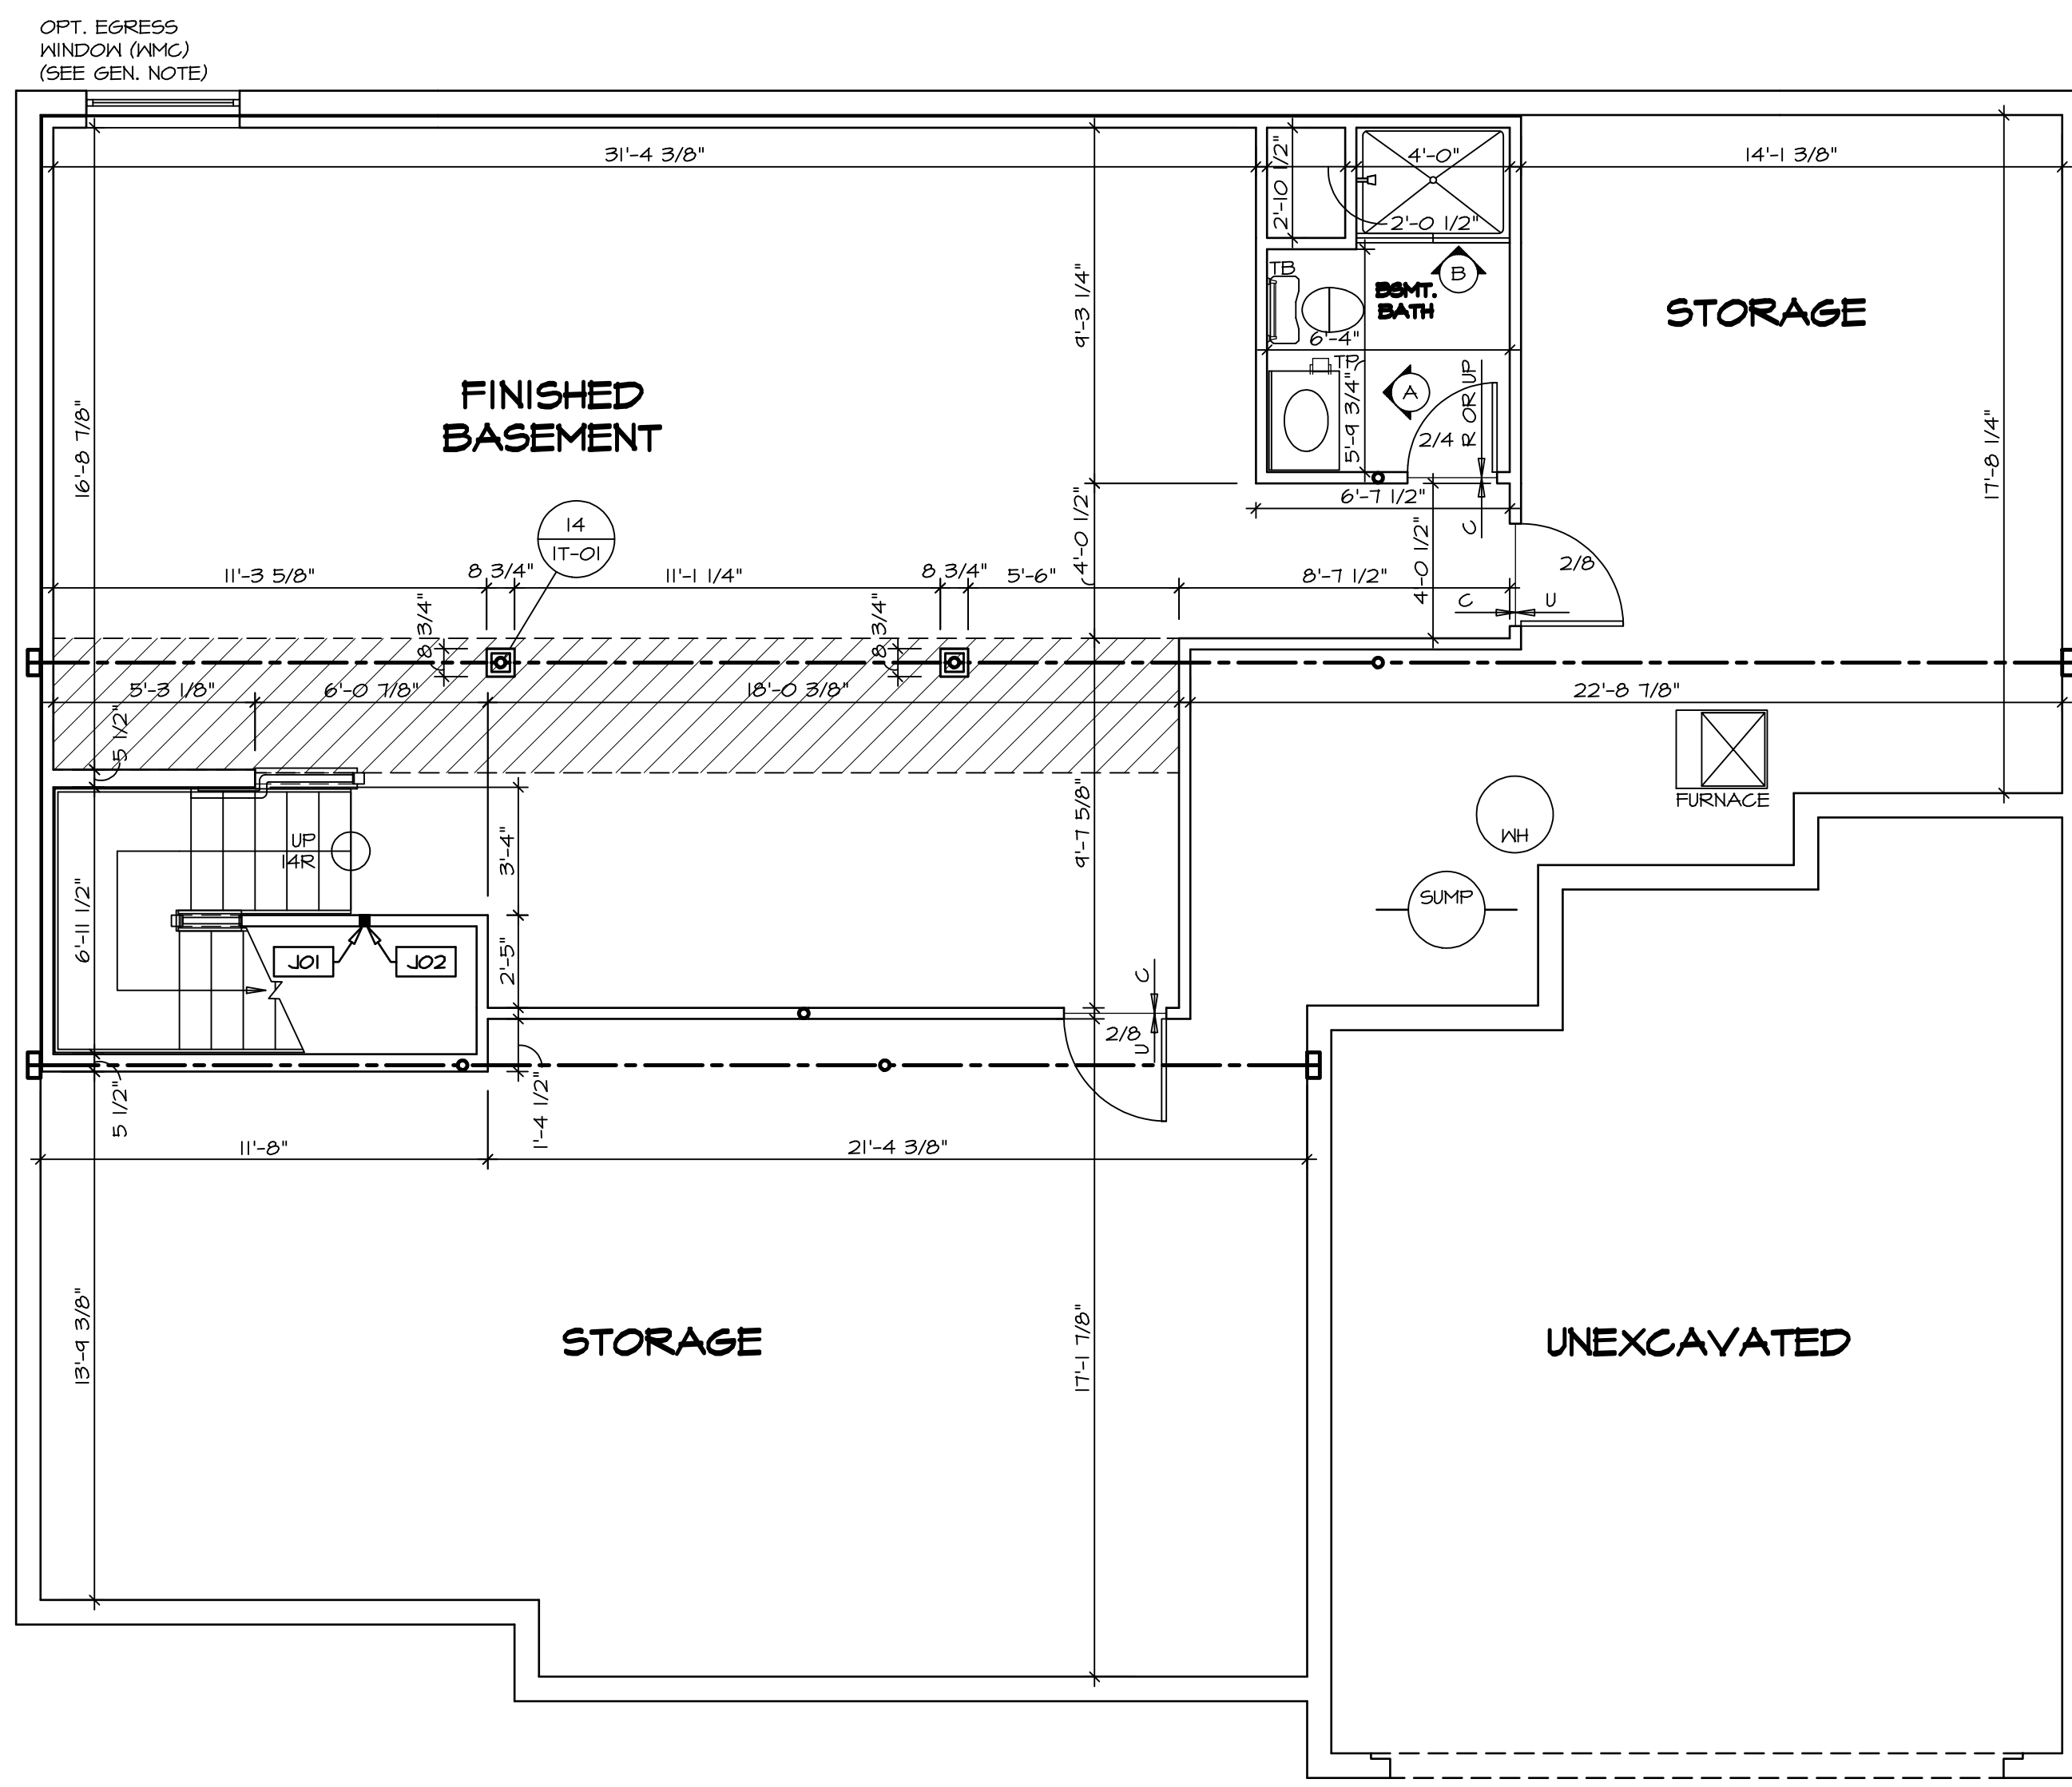 OPT. EGRESS
WINDOW (WMC)
(SEE GEN. NOTE)
31'-4 3/8"
2'-10 1/2"
4'-0"
14'-1 3/8"
2'-0 1/2"
TB
B
BSMT.
BATH
9'-3 1/4"
STORAGE
6'-4"
TP
A
5'-9 3/4"
2/4
R OR UP
FINISHED
BASEMENT
16'-8 7/8"
17'-8 1/4"
6'-7 1/2"
C
4'-0 1/2"
4'-0 1/2"
14
1T-01
11'-3 5/8"
8 3/4"
11'-1 1/4"
8 3/4"
5'-6"
8'-7 1/2"
2/8
C
U
8 3/4"
8 3/4"
5'-3 1/8"
6'-0 7/8"
18'-0 3/8"
22'-8 7/8"
5 1/2"
FURNACE
WH
UP
14R
3'-4"
9'-7 5/8"
SUMP
6'-11 1/2"
J01
J02
2'-5"
C
2/8
U
5 1/2"
1'-4 1/2"
11'-8"
21'-4 3/8"
13'-9 3/8"
17'-1 7/8"
STORAGE
UNEXCAVATED